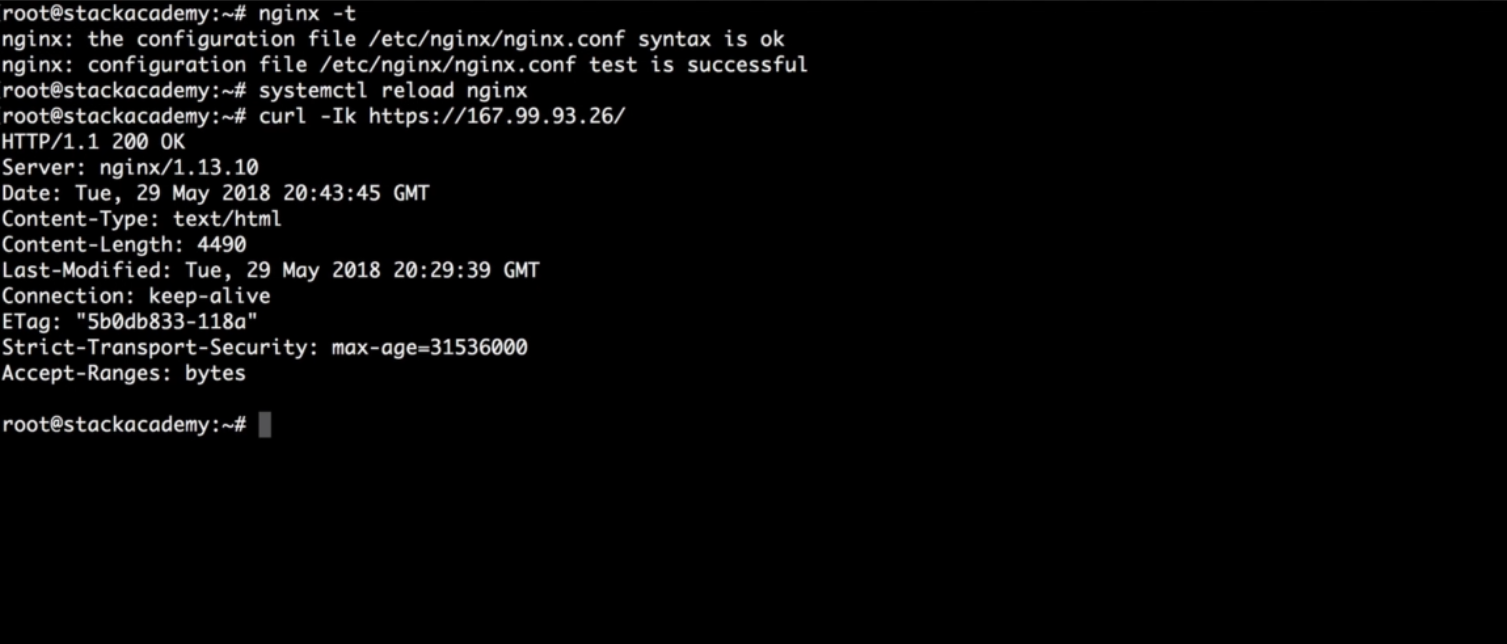 root@stackacademy:~# nginx -t
nginx: the configuration file /etc/nginx/nginx.conf syntax is ok
nginx: configuration file /etc/nginx/nginx.conf test is successful
root@stackacademy:~# systemctl reload nginx
root@stackacademy:~# curl -Ik https://167.99.93.26/
HTTP/1.1 200 OK
Server: nginx/1.13.10
Date: Tue, 29 May 2018 20:43:45 GMT
Content-Type: text/html
Content-Length: 4490
Last-Modified: Tue, 29 May 2018 20:29:39 GMT
Connection: keep-alive
ETag: "5b0db833-118a"
Strict-Transport-Security: max-age=31536000
Accept-Ranges: bytes
root@stackacademy:~#